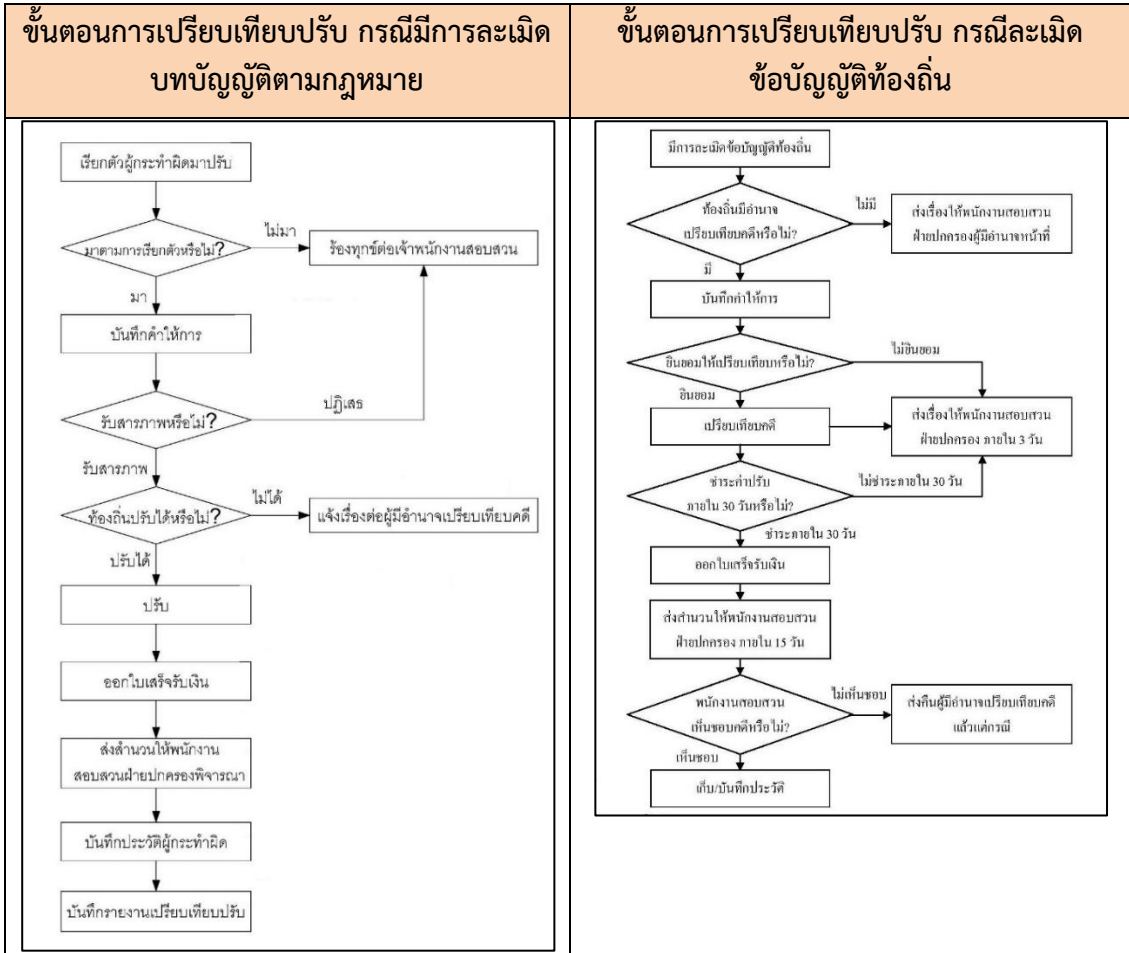 ขั้นตอนการเปรียบเทียบปรับ กรณีมีการละเมิด
บทบัญญัติตามกฎหมาย
เรียกตัวผู้กระทำผิดมาปรับ
มาตามการเรียกตัวหรือไม่?
ไม่มา
ร้องทุกข์ต่อเจ้าพนักงานสอบสวน
มา
บันทึกคำให้การ
รับสารภาพหรือไม่?
ปฏิเสธ
รับสารภาพ
ท้องถิ่นปรับได้หรือไม่?
ไม่ได้
แจ้งเรื่องต่อผู้มีอำนาจเปรียบเทียบคดี
ปรับได้
ปรับ
ออกใบเสร็จรับเงิน
ส่งสำนวนให้พนักงาน
สอบสวนฝ่ายปกครองพิจารณา
บันทึกประวัติผู้กระทำผิด
บันทึกรายงานเปรียบเทียบปรับ
ขั้นตอนการเปรียบเทียบปรับ กรณีละเมิด
ข้อบัญญัติท้องถิ่น
มีการละเมิดข้อบัญญัติท้องถิ่น
ท้องถิ่นมีอำนาจ
เปรียบเทียบคดีหรือไม่?
ไม่มี
ส่งเรื่องให้พนักงานสอบสวน
ฝ่ายปกครองผู้มีอำนาจหน้าที่
มี
บันทึกคำให้การ
ยินยอมให้เปรียบเทียบหรือไม่?
ไม่ยินยอม
ยินยอม
เปรียบเทียบคดี
ส่งเรื่องให้พนักงานสอบสวน
ฝ่ายปกครอง ภายใน 3 วัน
ชำระค่าปรับ
ภายใน 30 วันหรือไม่?
ไม่ชำระภายใน 30 วัน
ชำระภายใน 30 วัน
ออกใบเสร็จรับเงิน
ส่งสำนวนให้พนักงานสอบสวน
ฝ่ายปกครอง ภายใน 15 วัน
พนักงานสอบสวน
เห็นชอบคดีหรือไม่?
ไม่เห็นชอบ
ส่งคืนผู้มีอำนาจเปรียบเทียบคดี
แล้วแต่กรณี
เห็นชอบ
เก็บ/บันทึกประวัติ